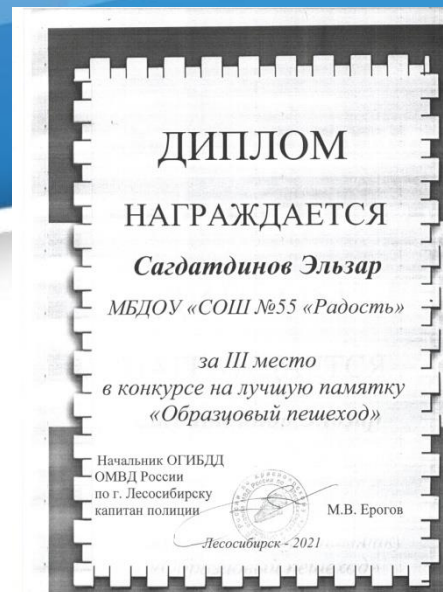 ДИПЛОМ
НАГРАЖДАЕТСЯ
Сагдатдинов Эльзар
МБДОУ «СОШ №55 «Радость»
за III место
в конкурсе на лучшую памятку
«Образцовый пешеход»
Начальник ОГИБДД
ОМВД России
по г. Лесосибирску
капитан полиции М.В. Ерогов
Лесосибирск - 2021